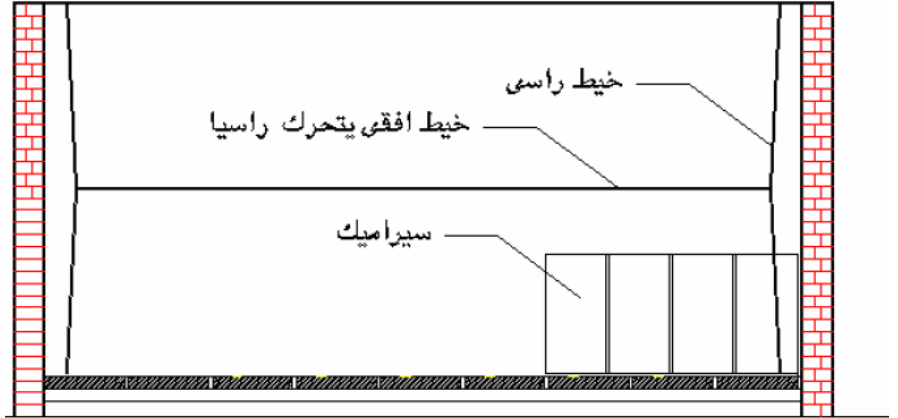 خيط راسى
خيط افقى يتحرك راسيا
سيراميك